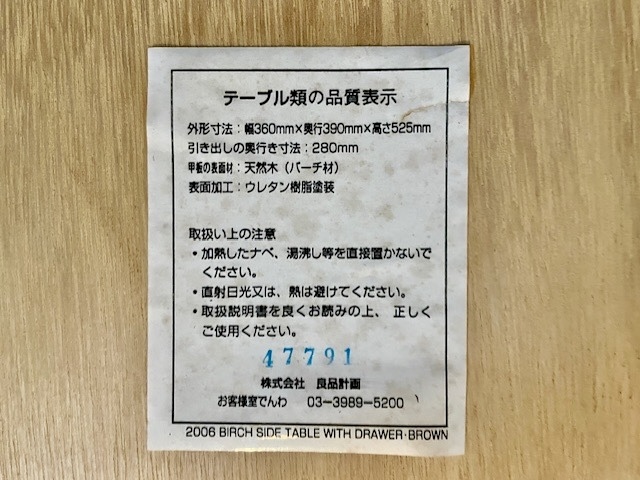 テーブル類の品質表示
外形寸法：幅360mm×奥行390mm×高さ525mm
引き出しの奥行き寸法：280mm
甲板の表面材：天然木（バーチ材）
表面加工：ウレタン樹脂塗装
取扱い上の注意
・加熱したナベ、湯沸し等を直接置かないで
ください。
・直射日光又は、熱は避けてください。
・取扱説明書を良くお読みの上、正しく
ご使用ください。
47791
株式会社　良品計画
お客様室でんわ　03−3989−5200
2006 BIRCH SIDE TABLE WITH DRAWER･BROWN